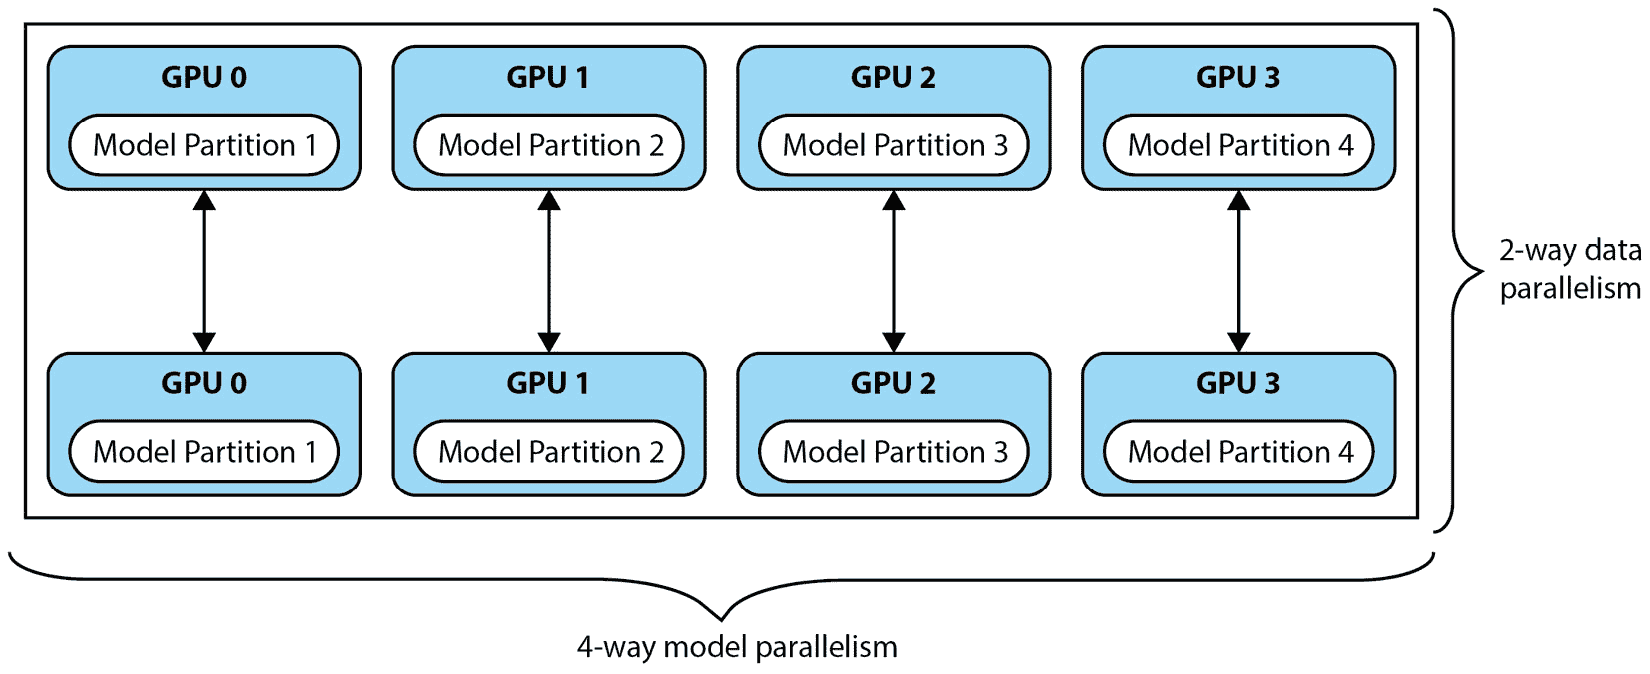 GPU 0
GPU 1
GPU 2
GPU 3
Model Partition 1
Model Partition 2
Model Partition 3
Model Partition 4
2-way data
parallelism
GPU 0
GPU 1
GPU 2
GPU 3
Model Partition 1
Model Partition 2
Model Partition 3
Model Partition 4
4-way model parallelism